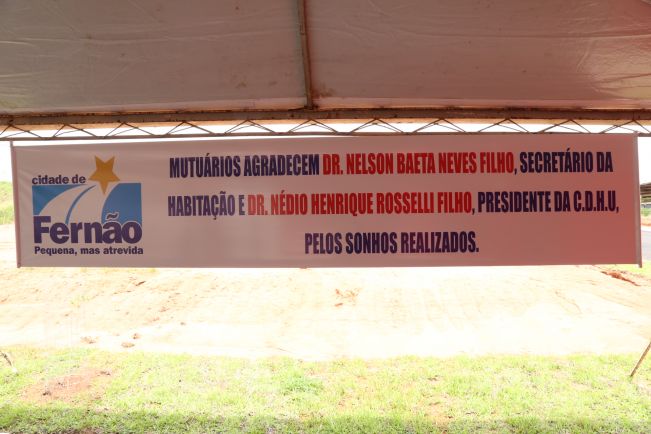 cidade de
Fernão
Pequena, mas atrevida
MUTUÁRIOS AGRADECEM DR. NELSON BAETA NEVES FILHO, SECRETÁRIO DA
HABITAÇÃO E DR. NÉDIO HENRIQUE ROSSELLI FILHO, PRESIDENTE DA C.D.H.U,
PELOS SONHOS REALIZADOS.